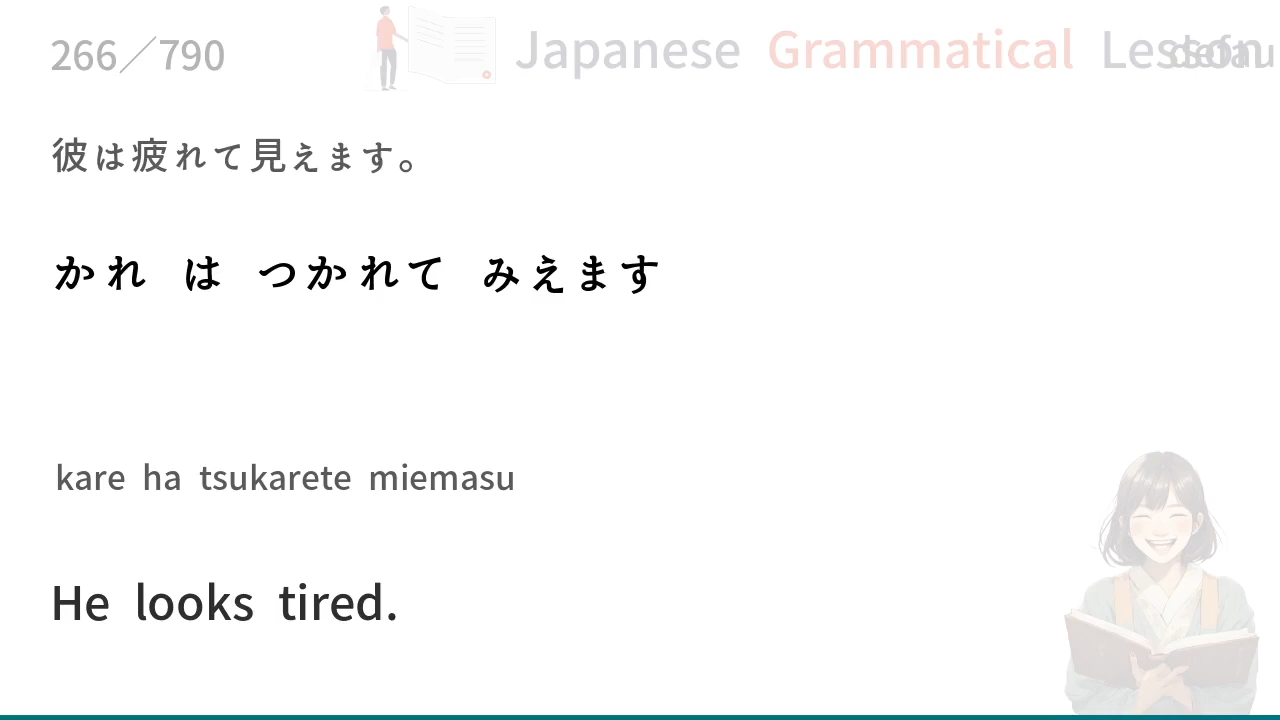 266／790
Japanese Grammatical Lesson
彼は疲れて見えます。
かれ は つかれて みえます
kare ha tsukarete miemasu
He looks tired.